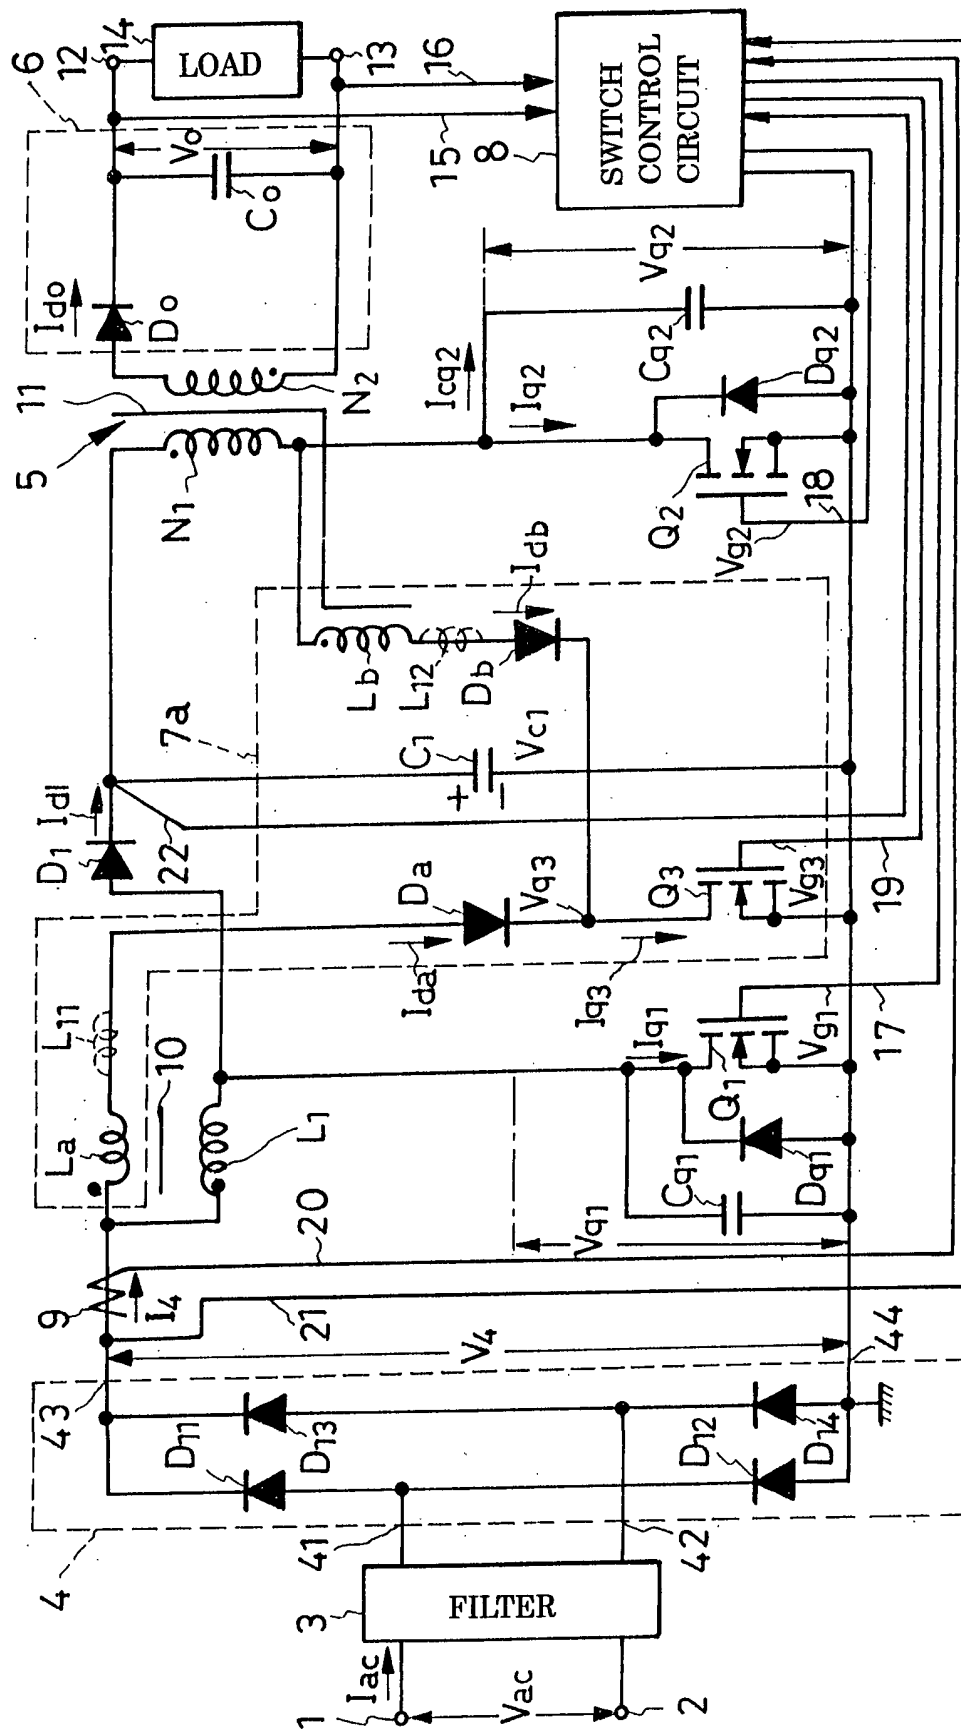 1
Iac
Vac
2
3
FILTER
41
42
4
43
D11
D13
D12
D14
44
V4
9
I4
21
20
La
L11
10
L1
Vq1
Cq1
Dq1
Q1
Iq1
Vg1
17
D1
Id1
22
7a
Ida
Da
Vq3
Iq3
Q3
Vg3
19
C1
+
−
Vc1
Lb
L12
Db
Idb
5
11
N1
N2
Icq2
Iq2
Q2
Vg2
18
Dq2
Cq2
Vq2
6
Ido
Do
Co
Vo
12
14
LOAD
13
15
16
8
SWITCH
CONTROL
CIRCUIT